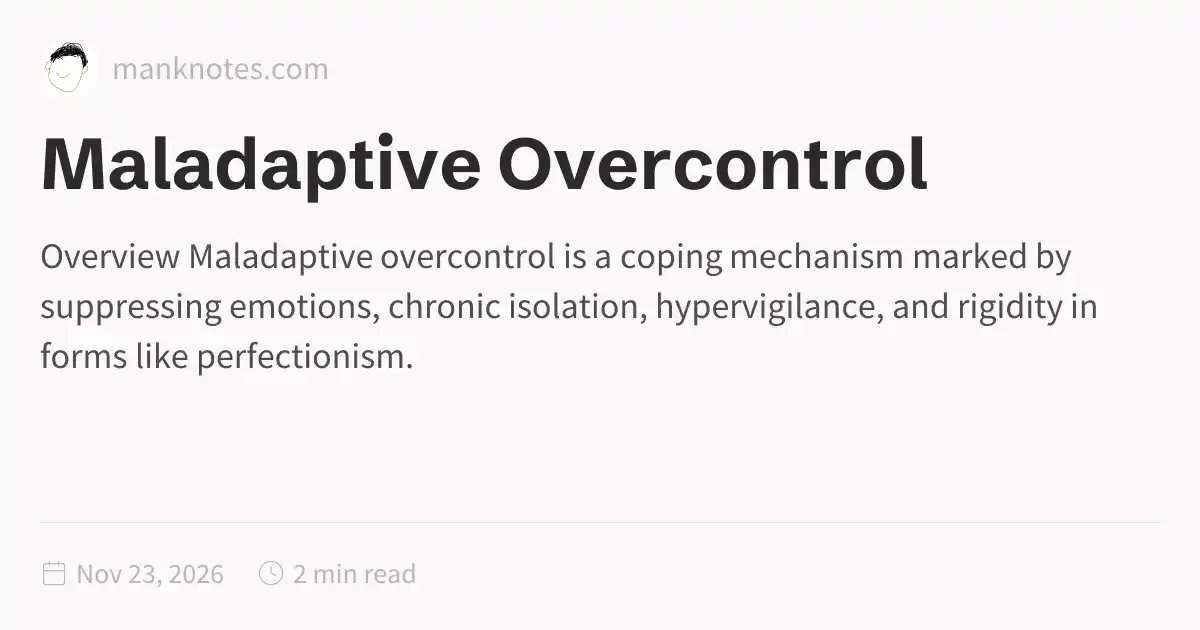 manknotes.com
Maladaptive Overcontrol
Overview Maladaptive overcontrol is a coping mechanism marked by
suppressing emotions, chronic isolation, hypervigilance, and rigidity in
forms like perfectionism.
Nov 23, 2026 2 min read